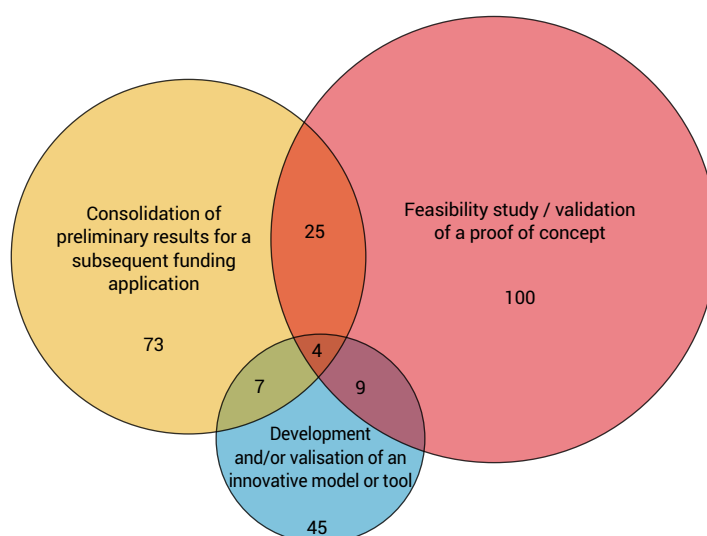 Consolidation of
preliminary results for a
subsequent funding
application
73
25
Feasibility study / validation
of a proof of concept
100
4
7
9
Development
and/or valisation of an
innovative model or tool
45